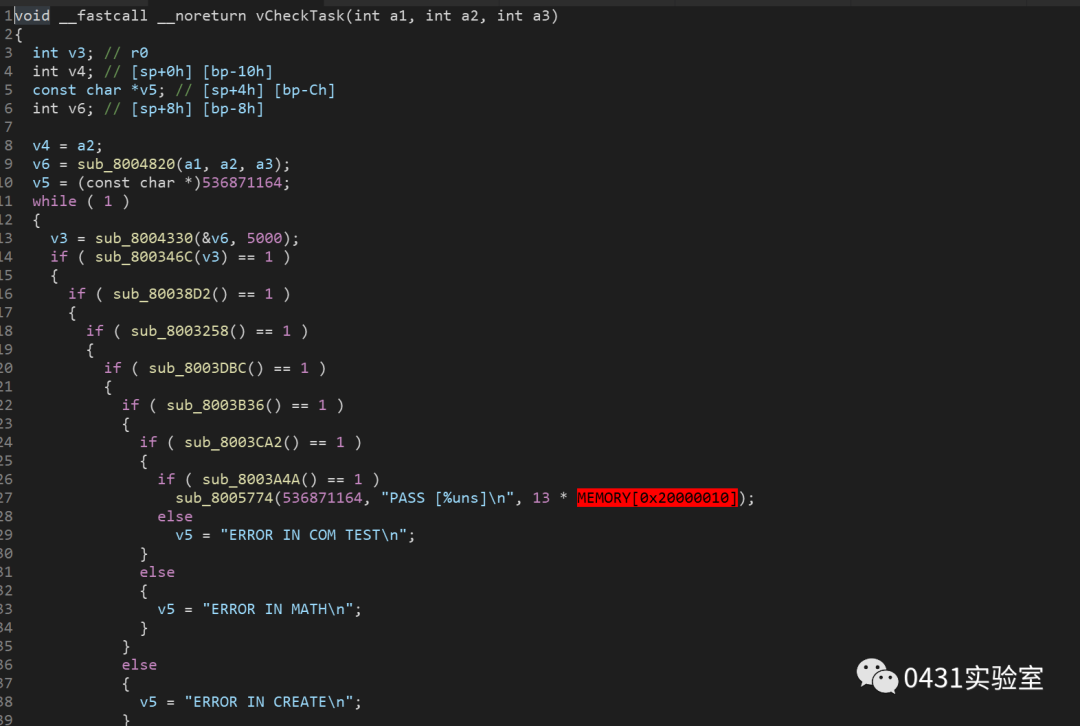 1 void __fastcall __noreturn vCheckTask(int a1, int a2, int a3)
2 {
3 int v3; // r0
4 int v4; // [sp+0h] [bp-10h]
5 const char *v5; // [sp+4h] [bp-Ch]
6 int v6; // [sp+8h] [bp-8h]
7
8 v4 = a2;
9 v6 = sub_8004820(a1, a2, a3);
10 v5 = (const char *)536871164;
11 while ( 1 )
12 {
13 v3 = sub_8004330(&v6, 5000);
14 if ( sub_800346C(v3) == 1 )
15 {
16 if ( sub_80038D2() == 1 )
17 {
18 if ( sub_8003258() == 1 )
19 {
20 if ( sub_8003DBC() == 1 )
21 {
22 if ( sub_8003B36() == 1 )
23 {
24 if ( sub_8003CA2() == 1 )
25 {
26 if ( sub_8003A4A() == 1 )
27 sub_8005774(536871164, "PASS [%uns]\n", 13 * MEMORY[0x20000010]);
28 else
29 v5 = "ERROR IN COM TEST\n";
30 }
31 else
32 {
33 v5 = "ERROR IN MATH\n";
34 }
35 }
36 else
37 {
38 v5 = "ERROR IN CREATE\n";
39 }
0431实验室